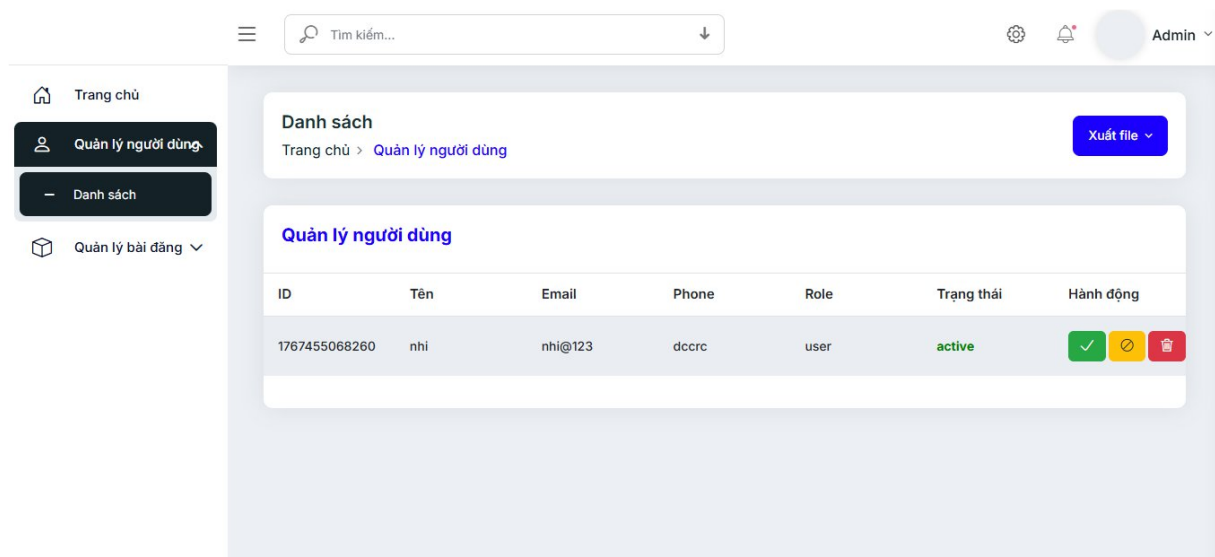 Tìm kiếm...
Admin
Trang chủ
Quản lý người dùng
Danh sách
Quản lý bài đăng
Danh sách
Trang chủ > Quản lý người dùng
Xuất file
Quản lý người dùng
ID Tên Email Phone Role Trạng thái Hành động
1767455068260 nhi nhi@123 dccrc user active